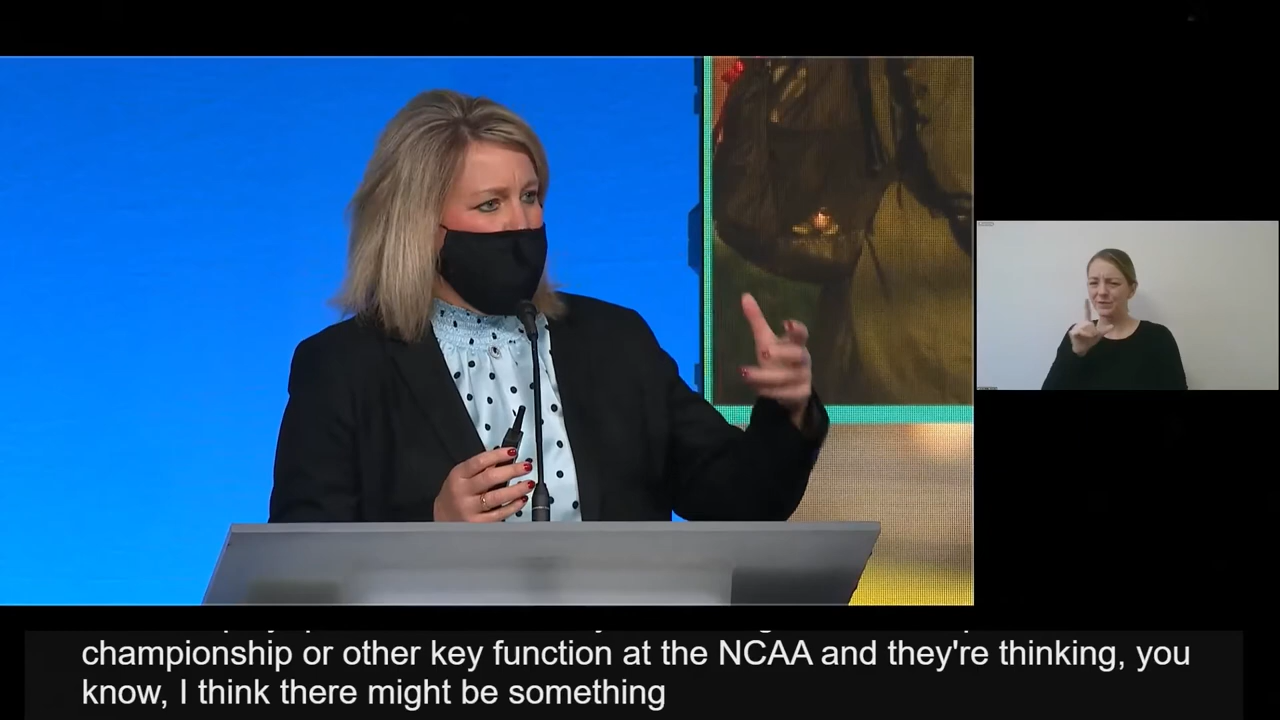 championship or other key function at the NCAA and they're thinking, you
know, I think there might be something